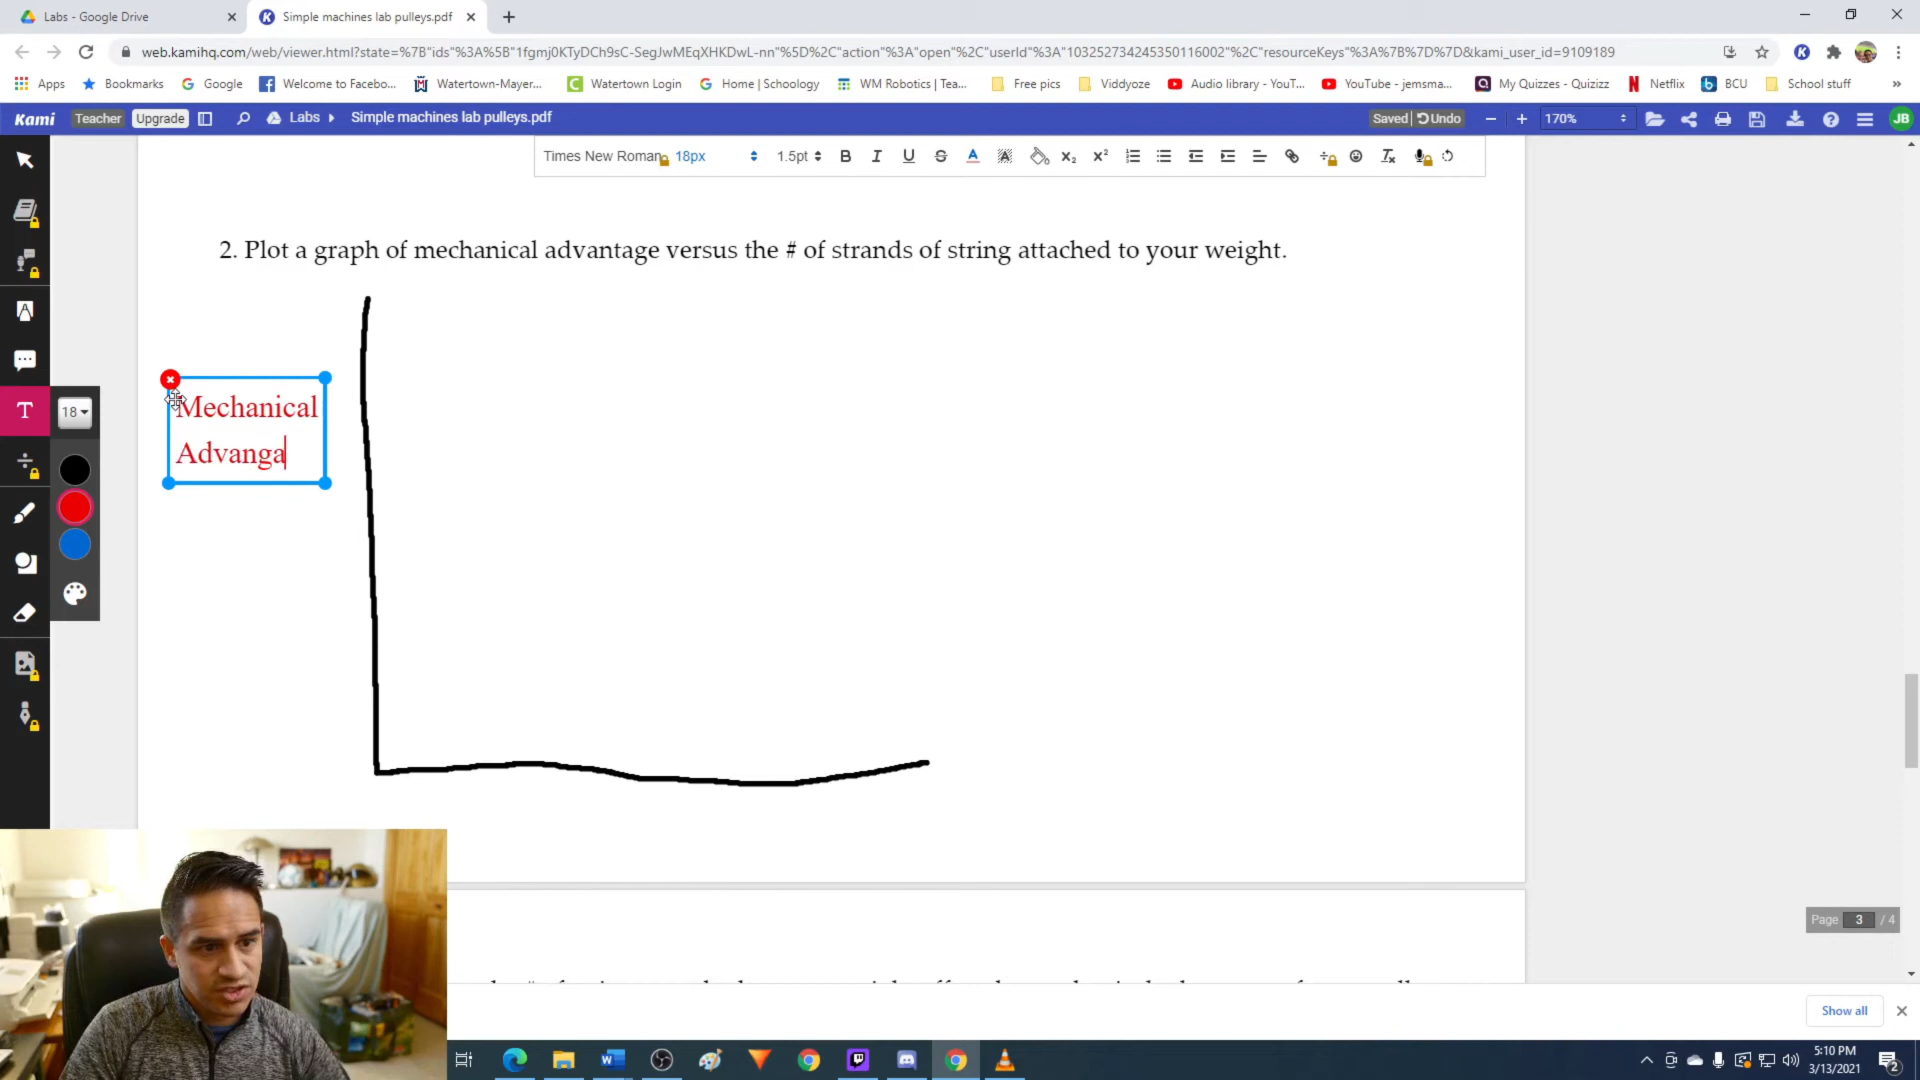 Labs - Google Drive
Simple machines lab pulleys.pdf
web.kamihq.com/web/viewer.html?state=%7B"ids"%3A%5B"1fgmj0KTyDCh9sC-SegJwMEqXHKDwL-nn"%5D%2C"action"%3A"open"%2C"userId"%3A"103252734245350116002"%2C"resourceKeys"%3A%7B%7D%7D&kami_user_id=9109189
Apps Bookmarks Google Welcome to Facebo... Watertown-Mayer... Watertown Login Home | Schoology WM Robotics | Tea... Free pics Viddyoze Audio library - YouT... YouTube - jemsma... My Quizzes - Quizizz Netflix BCU School stuff »
Kami Teacher Upgrade Labs Simple machines lab pulleys.pdf Saved Undo 170% JB
Times New Roman 18px 1.5pt B I U S A A X₂ X²
2. Plot a graph of mechanical advantage versus the # of strands of string attached to your weight.
T 18
Mechanical
Advanga
Page 3 / 4
Show all
5:10 PM
3/13/2021
2